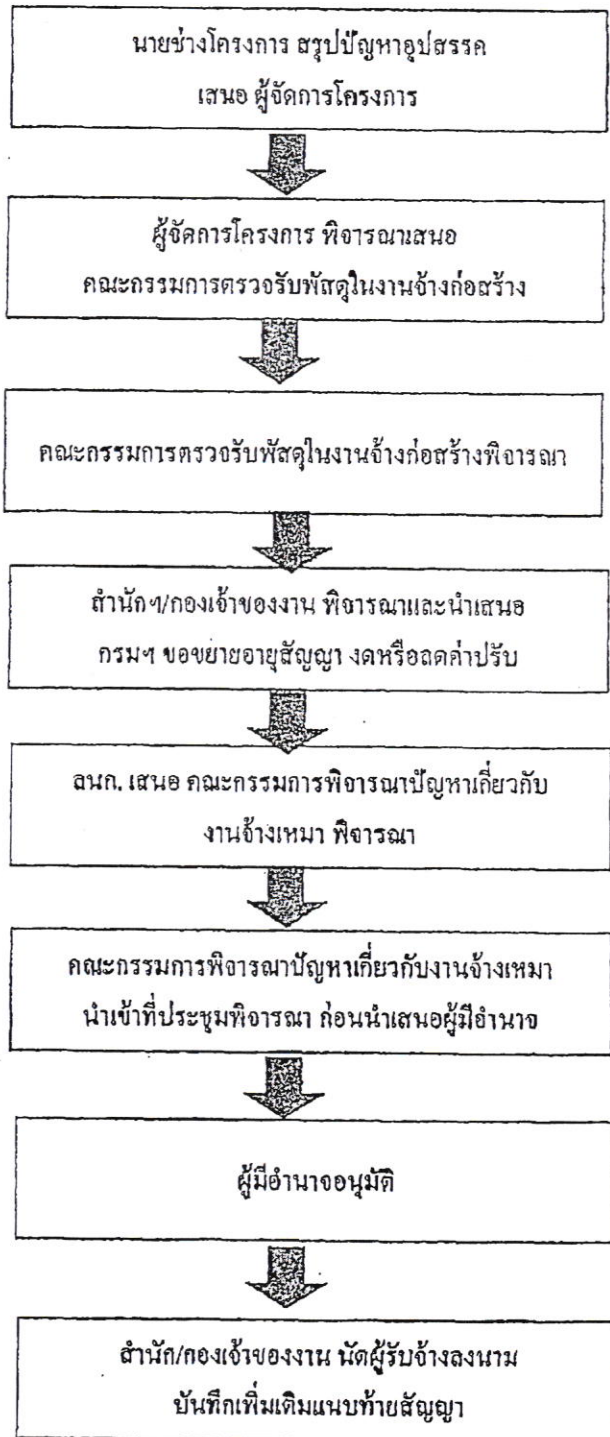 นายช่างโครงการ สรุปปัญหาอุปสรรค
เสนอ ผู้จัดการโครงการ
ผู้จัดการโครงการ พิจารณาเสนอ
คณะกรรมการตรวจรับพัสดุในงานจ้างก่อสร้าง
คณะกรรมการตรวจรับพัสดุในงานจ้างก่อสร้างพิจารณา
สำนักฯ/กองเจ้าของงาน พิจารณาและนำเสนอ
กรมฯ ขอขยายอายุสัญญา งดหรือลดค่าปรับ
ลนก. เสนอ คณะกรรมการพิจารณาปัญหาเกี่ยวกับ
งานจ้างเหมา พิจารณา
คณะกรรมการพิจารณาปัญหาเกี่ยวกับงานจ้างเหมา
นำเข้าที่ประชุมพิจารณา ก่อนนำเสนอผู้มีอำนาจ
ผู้มีอำนาจอนุมัติ
สำนัก/กองเจ้าของงาน นัดผู้รับจ้างลงนาม
บันทึกเพิ่มเติมแนบท้ายสัญญา